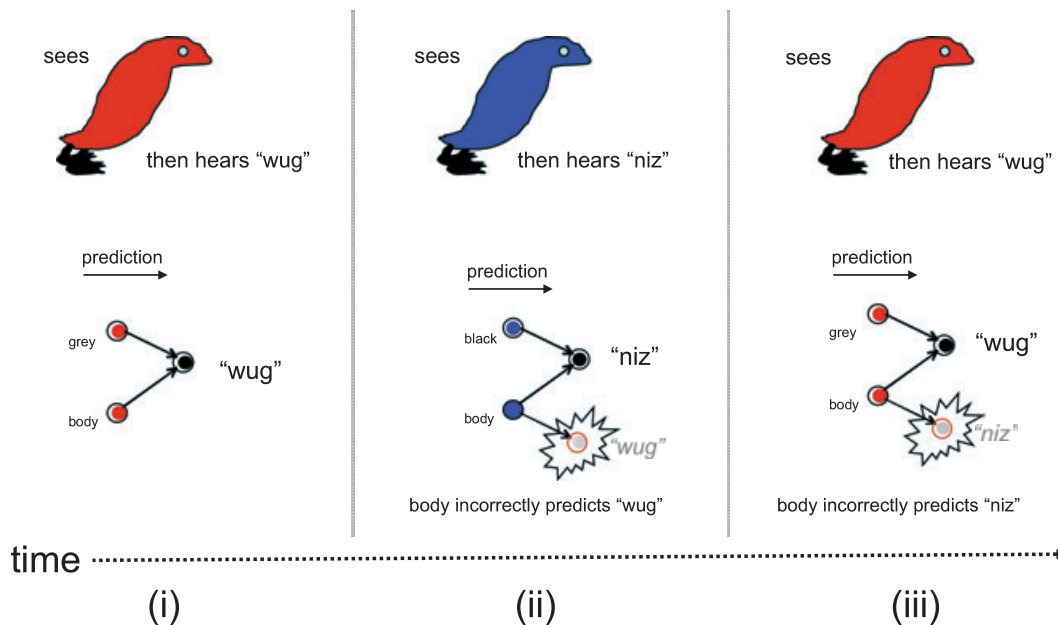 sees
then hears “wug”
prediction
grey
“wug”
body
sees
then hears “niz”
prediction
black
“niz”
body
“wug”
body incorrectly predicts “wug”
sees
then hears “wug”
prediction
grey
“wug”
body
“niz”
body incorrectly predicts “niz”
time
(i)
(ii)
(iii)